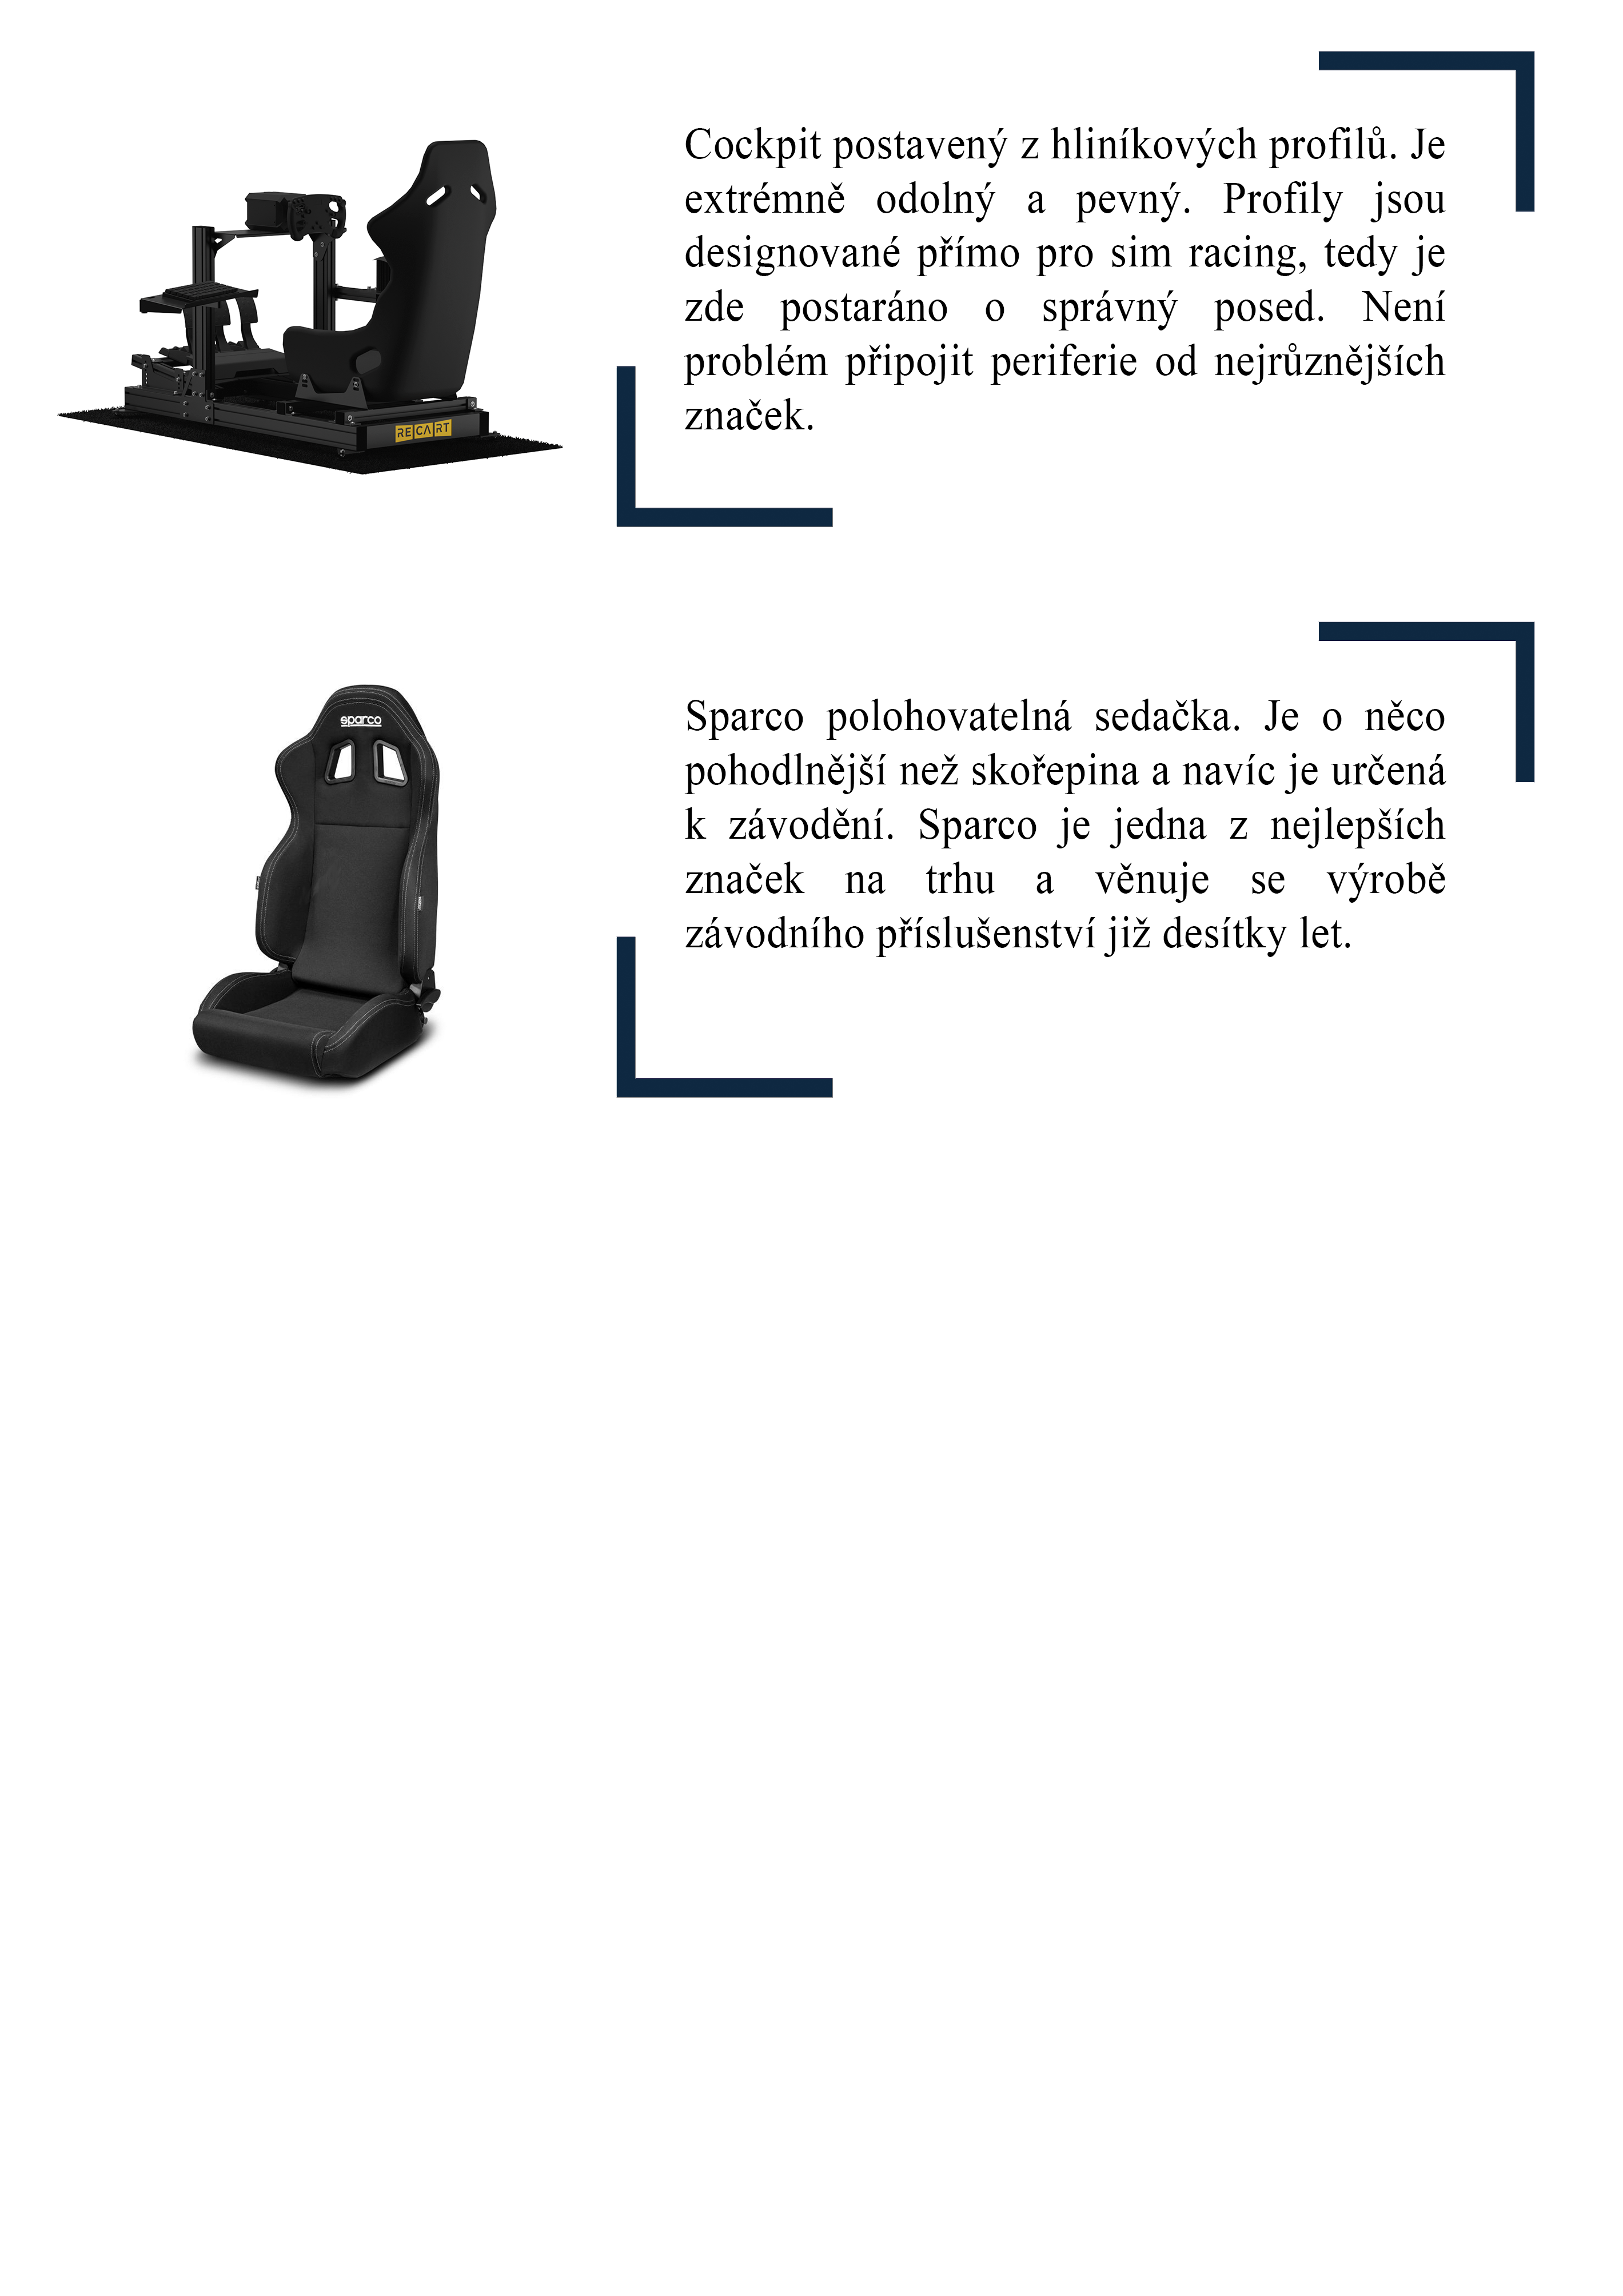 Cockpit postavený z hliníkových profilů. Je
extrémně odolný a pevný. Profily jsou
designované přímo pro sim racing, tedy je
zde postaráno o správný posed. Není
problém připojit periferie od nejrůznějších
značek.
RECART
sparco
Sparco polohovatelná sedačka. Je o něco
pohodlnější než skořepina a navíc je určená
k závodění. Sparco je jedna z nejlepších
značek na trhu a věnuje se výrobě
závodního příslušenství již desítky let.